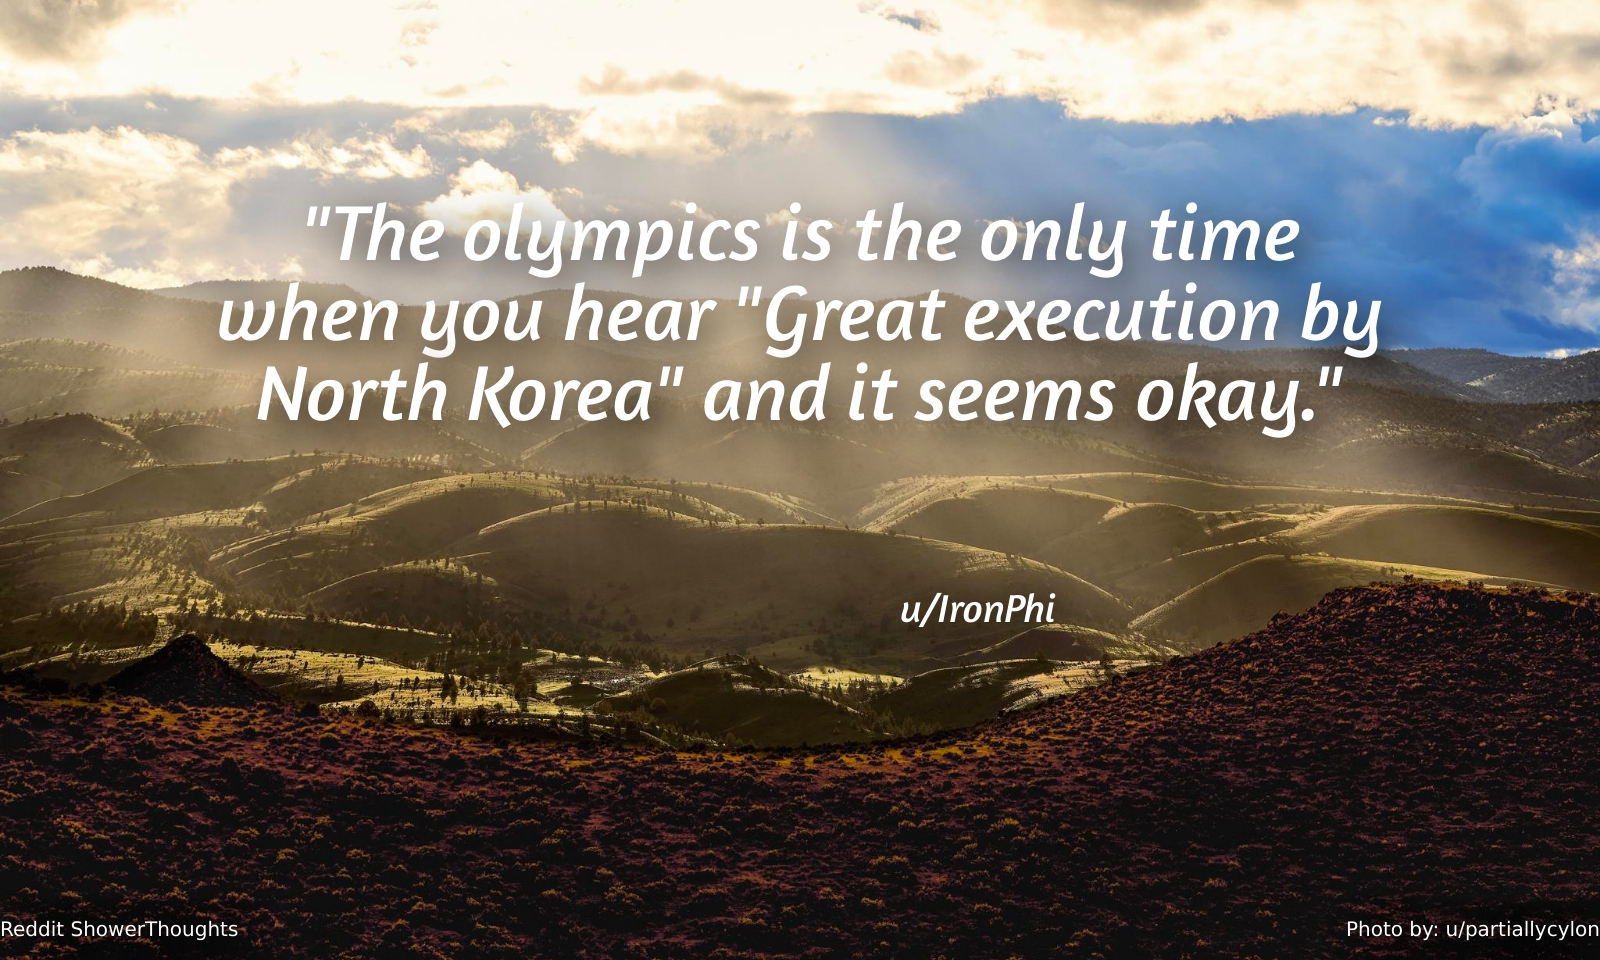 "The olympics is the only time
when you hear "Great execution by
North Korea" and it seems okay."
u/IronPhi
Reddit ShowerThoughts
Photo by: u/partiallycylon